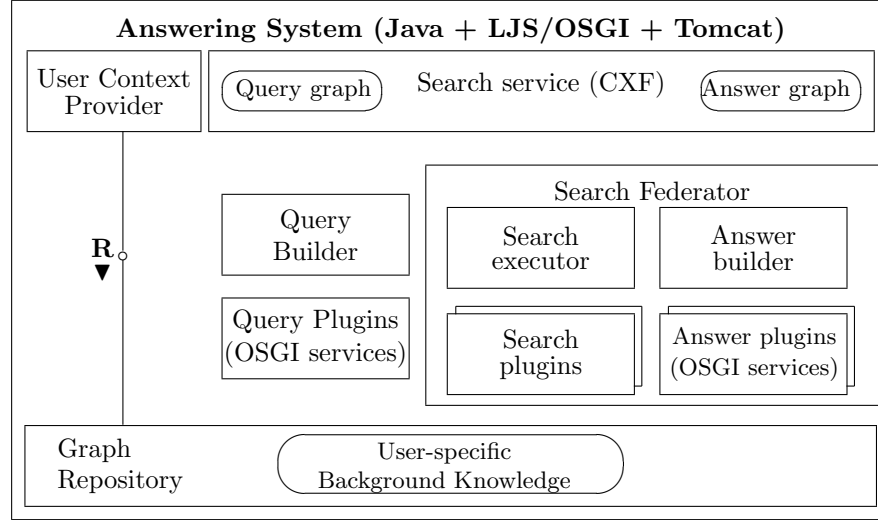 Answering System (Java + LJS/OSGI + Tomcat)
User Context
Provider
Query graph
Search service (CXF)
Answer graph
R
Query
Builder
Search Federator
Search
executor
Answer
builder
Query Plugins
(OSGI services)
Search
plugins
Answer plugins
(OSGI services)
Graph
Repository
User-specific
Background Knowledge